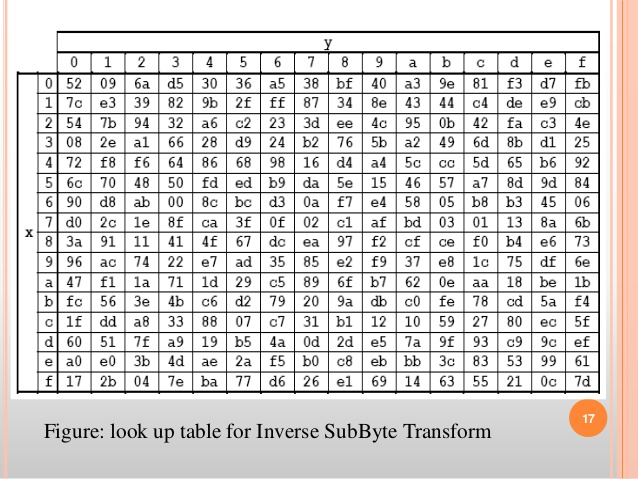 y
0 1 2 3 4 5 6 7 8 9 a b c d e f
0 52 09 6a d5 30 36 a5 38 bf 40 a3 9e 81 f3 d7 fb
1 7c e3 39 82 9b 2f ff 87 34 8e 43 44 c4 de e9 cb
2 54 7b 94 32 a6 c2 23 3d ee 4c 95 0b 42 fa c3 4e
3 08 2e a1 66 28 d9 24 b2 76 5b a2 49 6d 8b d1 25
4 72 f8 f6 64 86 68 98 16 d4 a4 5c cc 5d 65 b6 92
5 6c 70 48 50 fd ed b9 da 5e 15 46 57 a7 8d 9d 84
6 90 d8 ab 00 8c bc d3 0a f7 e4 58 05 b8 b3 45 06
7 d0 2c 1e 8f ca 3f 0f 02 c1 af bd 03 01 13 8a 6b
x 8 3a 91 11 41 4f 67 dc ea 97 f2 cf ce f0 b4 e6 73
9 96 ac 74 22 e7 ad 35 85 e2 f9 37 e8 1c 75 df 6e
a 47 f1 1a 71 1d 29 c5 89 6f b7 62 0e aa 18 be 1b
b fc 56 3e 4b c6 d2 79 20 9a db c0 fe 78 cd 5a f4
c 1f dd a8 33 88 07 c7 31 b1 12 10 59 27 80 ec 5f
d 60 51 7f a9 19 b5 4a 0d 2d e5 7a 9f 93 c9 9c ef
e a0 e0 3b 4d ae 2a f5 b0 c8 eb bb 3c 83 53 99 61
f 17 2b 04 7e ba 77 d6 26 e1 69 14 63 55 21 0c 7d
17
Figure: look up table for Inverse SubByte Transform